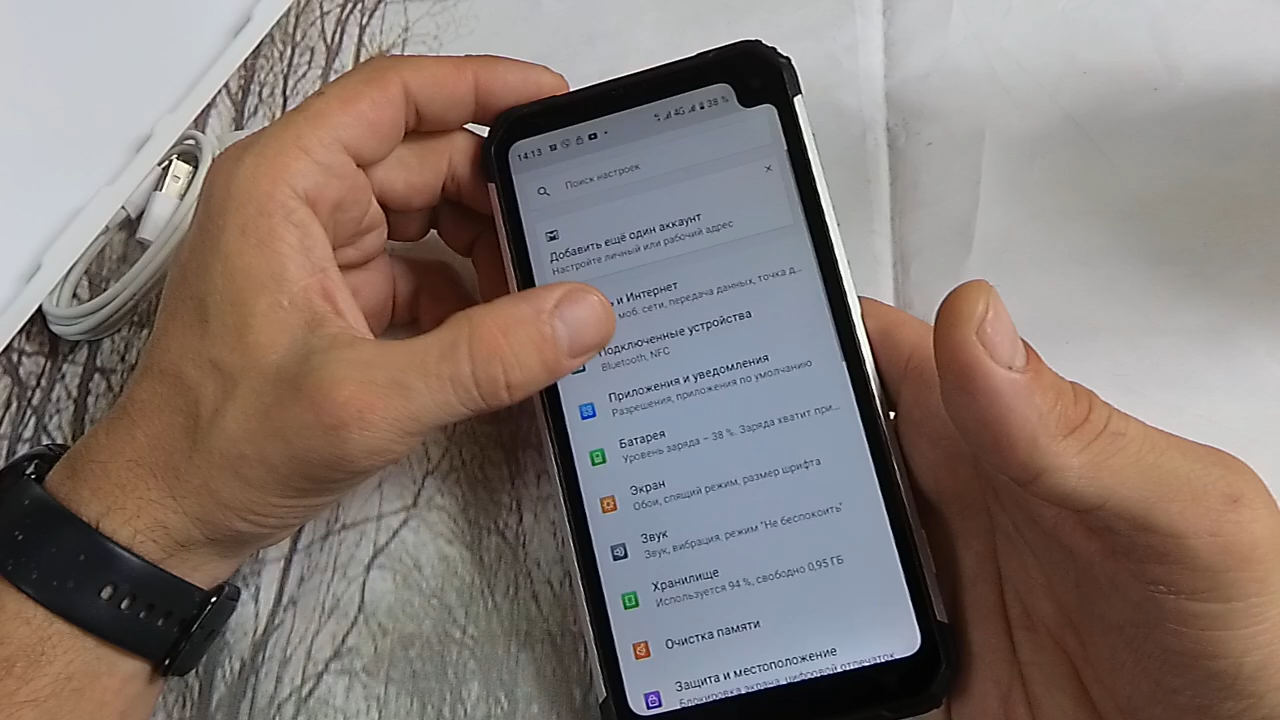 14:13 4G 38 %
Поиск настроек
Добавить ещё один аккаунт
Настройте личный или рабочий адрес
и Интернет
моб. сети, передача данных, точка д...
Подключенные устройства
Bluetooth, NFC
Приложения и уведомления
Разрешения, приложения по умолчанию
Батарея
Уровень заряда – 38 %. Заряда хватит при...
Экран
Обои, спящий режим, размер шрифта
Звук
Звук, вибрация, режим "Не беспокоить"
Хранилище
Используется 94 %, свободно 0,95 ГБ
Очистка памяти
Защита и местоположение
Блокировка экрана, цифровой отпечаток